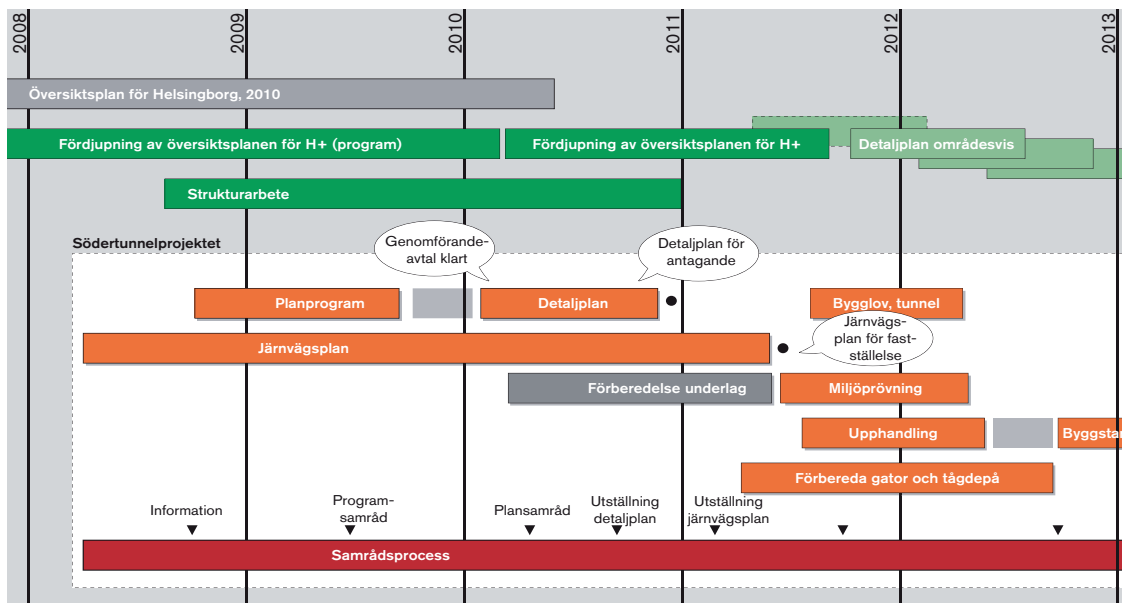 2008
2009
2010
2011
2012
2013
Översiktsplan för Helsingborg, 2010
Fördjupning av översiktsplanen för H+ (program)
Fördjupning av översiktsplanen för H+
Detaljplan områdesvis
Strukturarbete
Södertunnelprojektet
Genomförande-
avtal klart
Detaljplan för
antagande
Planprogram
Detaljplan
Bygglov, tunnel
Järnvägsplan
Järnvägs-
plan för fast-
ställelse
Förberedelse underlag
Miljöprövning
Upphandling
Byggstar
Förbereda gator och tågdepå
Information
Program-
samråd
Plansamråd
Utställning
detaljplan
Utställning
järnvägsplan
Samrådsprocess